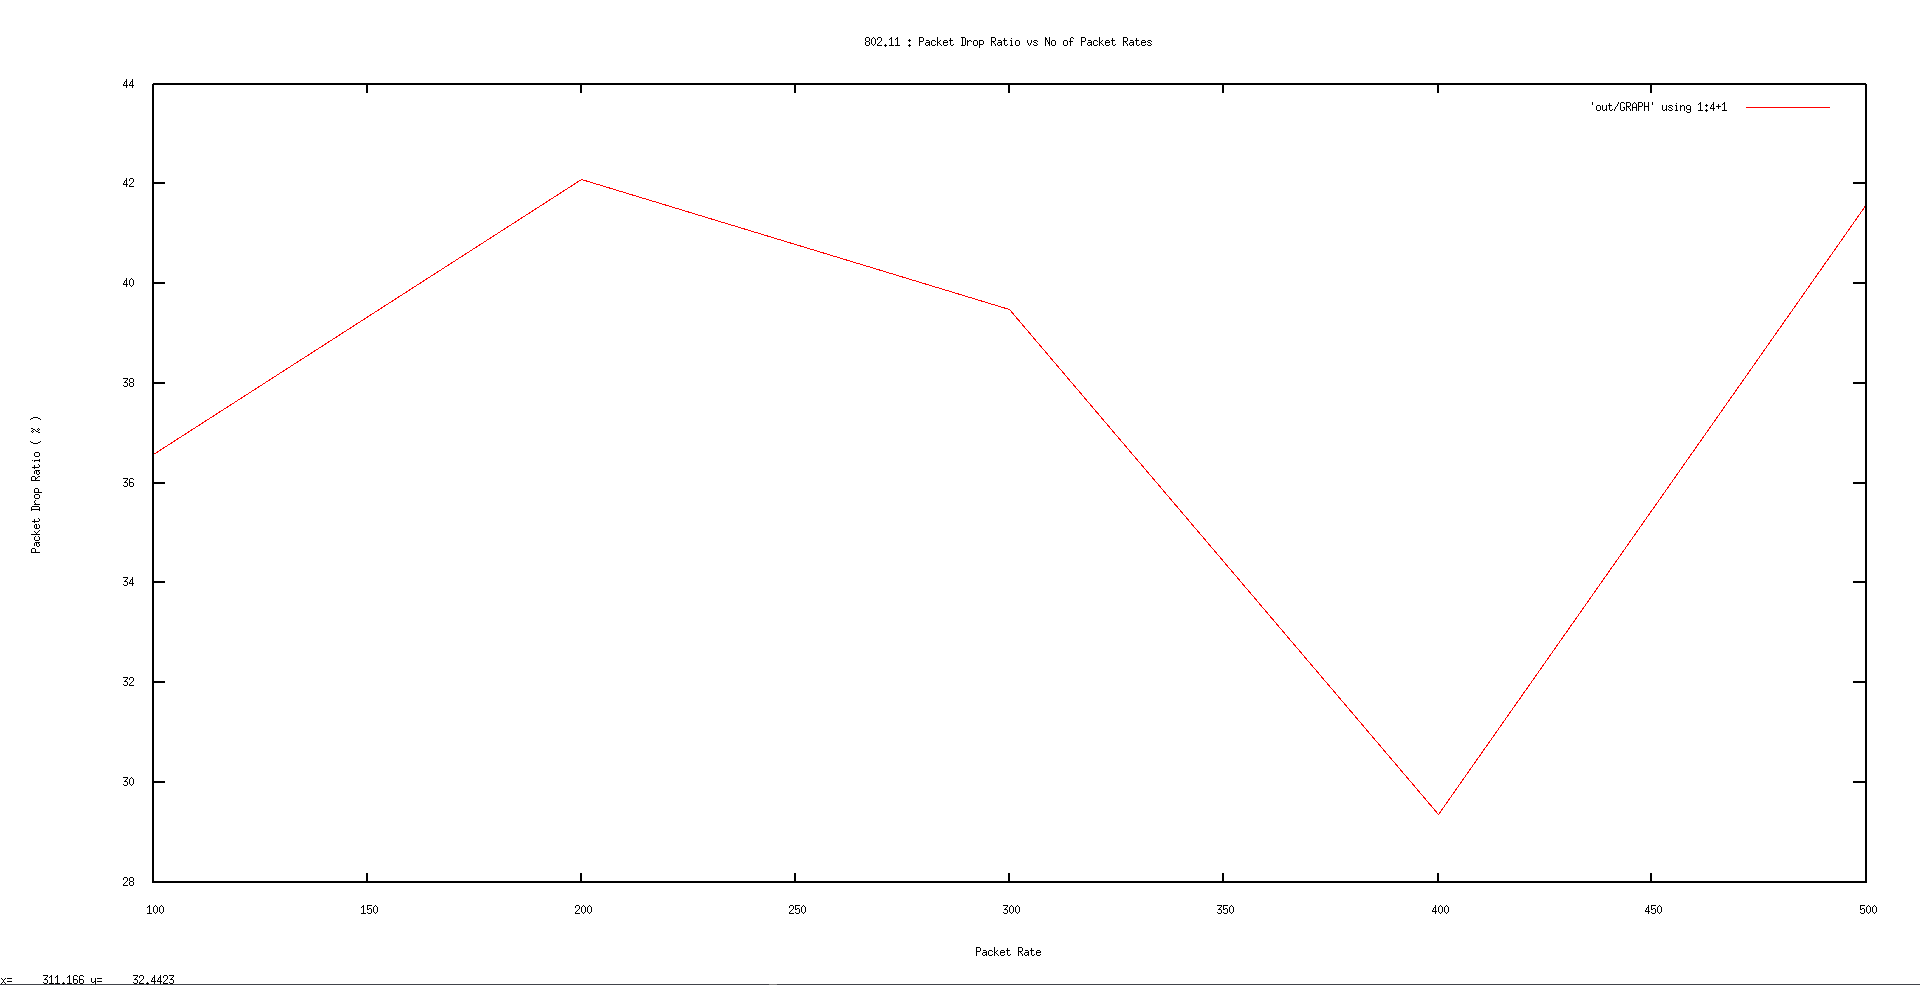 802.11 : Packet Drop Ratio vs No of Packet Rates
44
'out/GRAPH' using 1:4+1
42
40
38
36
34
32
30
28
Packet Drop Ratio ( % )
100 150 200 250 300 350 400 450 500
Packet Rate
x= 311.166 y= 32.4423